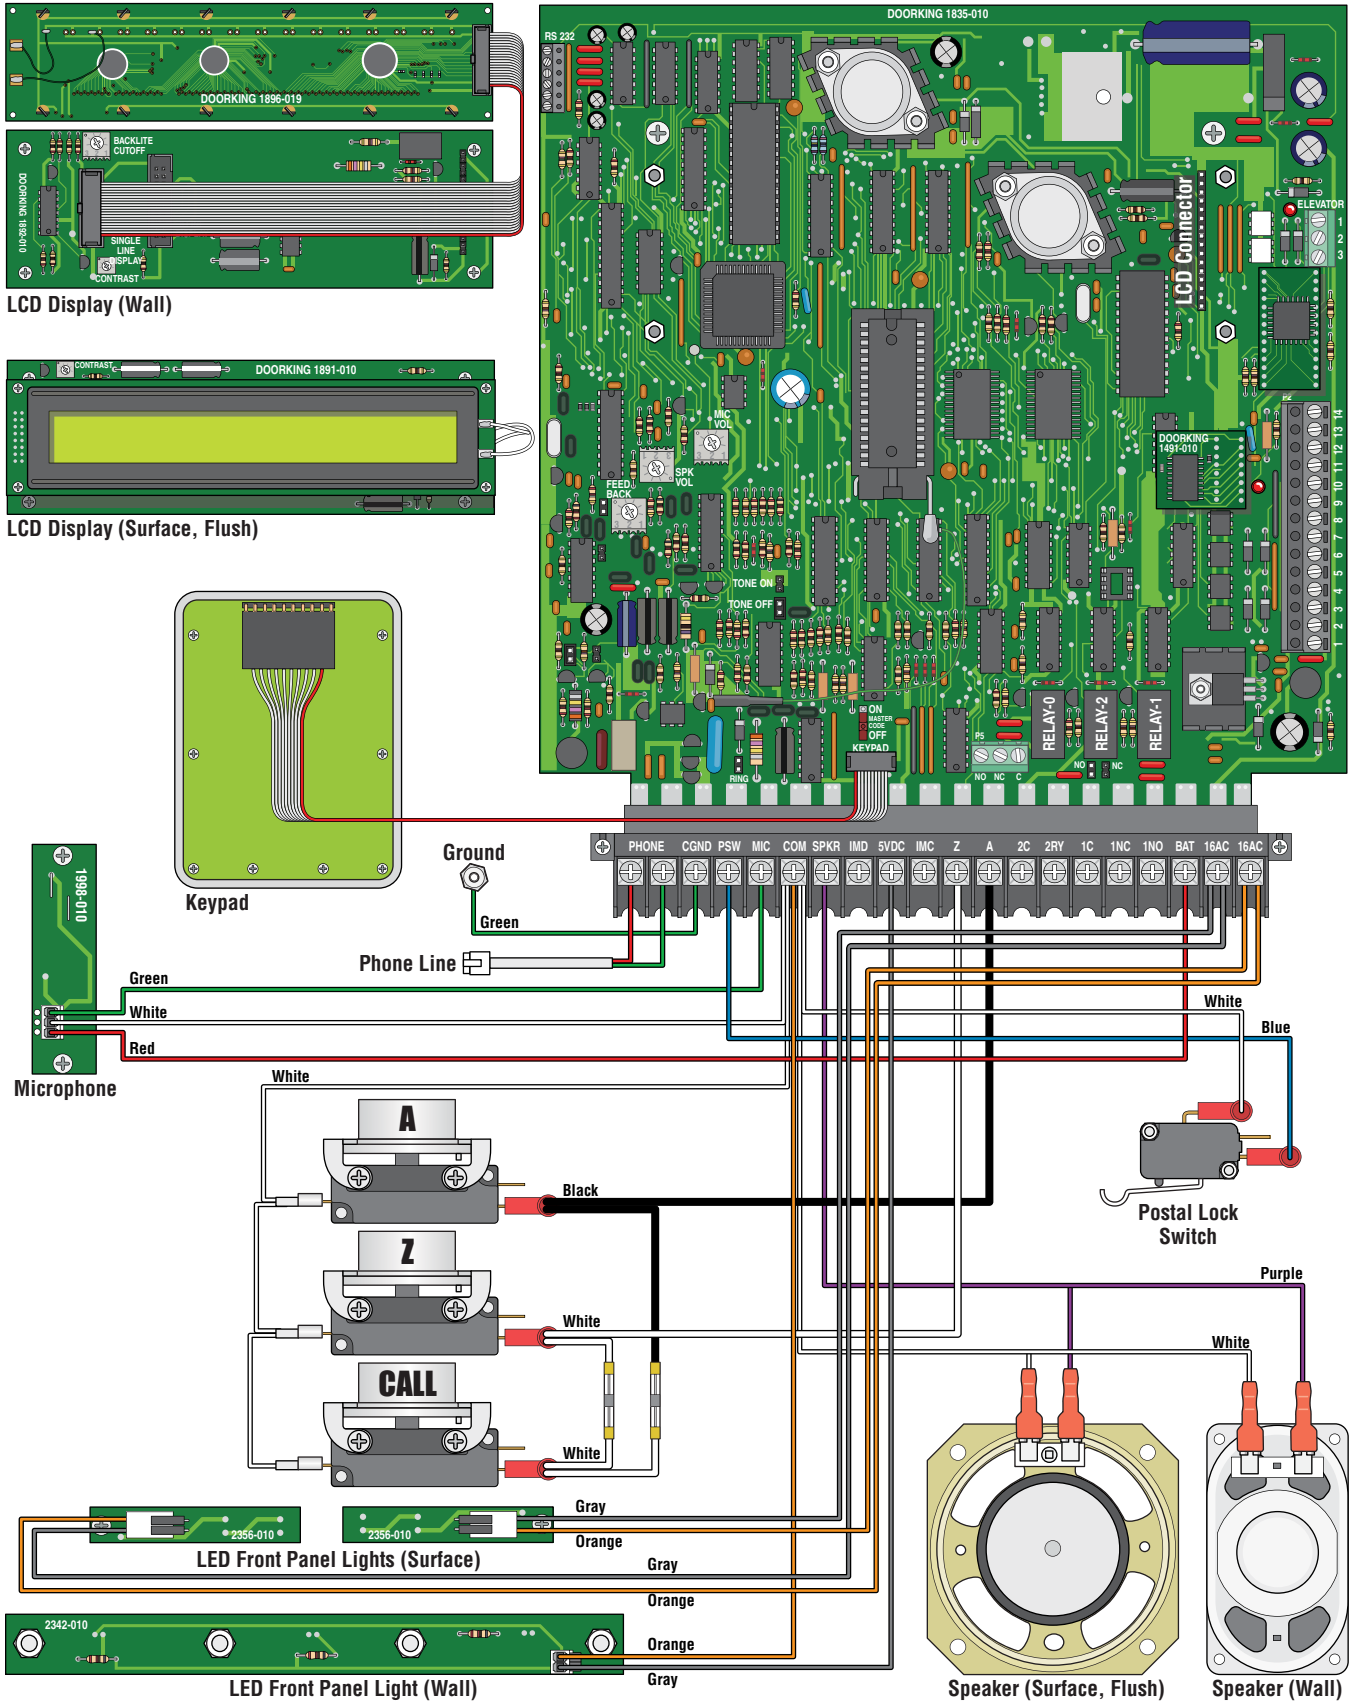 DOORKING 1896-019
BACKLITE
CUTOFF
DOORKING 1892-010
SINGLE
LINE
DISPLAY
CONTRAST
LCD Display (Wall)
CONTRAST
DOORKING 1891-010
LCD Display (Surface, Flush)
DOORKING 1835-010
RS 232
LCD Connector
ELEVATOR
1
2
3
P2
14
13
12
11
10
9
8
7
6
5
4
3
2
1
DOORKING
1491-010
MIC
VOL
SPK
VOL
FEED
BACK
TONE ON
TONE OFF
ON
MASTER
CODE
OFF
KEYPAD
RING
P5
NO NC C
RELAY-0
RELAY-2
RELAY-1
NO NC
PHONE CGND PSW MIC COM SPKR IMD 5VDC IMC Z A 2C 2RY 1C 1NC 1NO BAT 16AC 16AC
Keypad
Ground
Green
Phone Line
1998-010
Green
White
Red
Microphone
White
White
Blue
A
Black
Z
White
CALL
White
Postal Lock
Switch
Purple
White
2356-010
2356-010
Gray
Orange
LED Front Panel Lights (Surface)
Gray
Orange
2342-010
Orange
Gray
LED Front Panel Light (Wall)
Speaker (Surface, Flush)
Speaker (Wall)